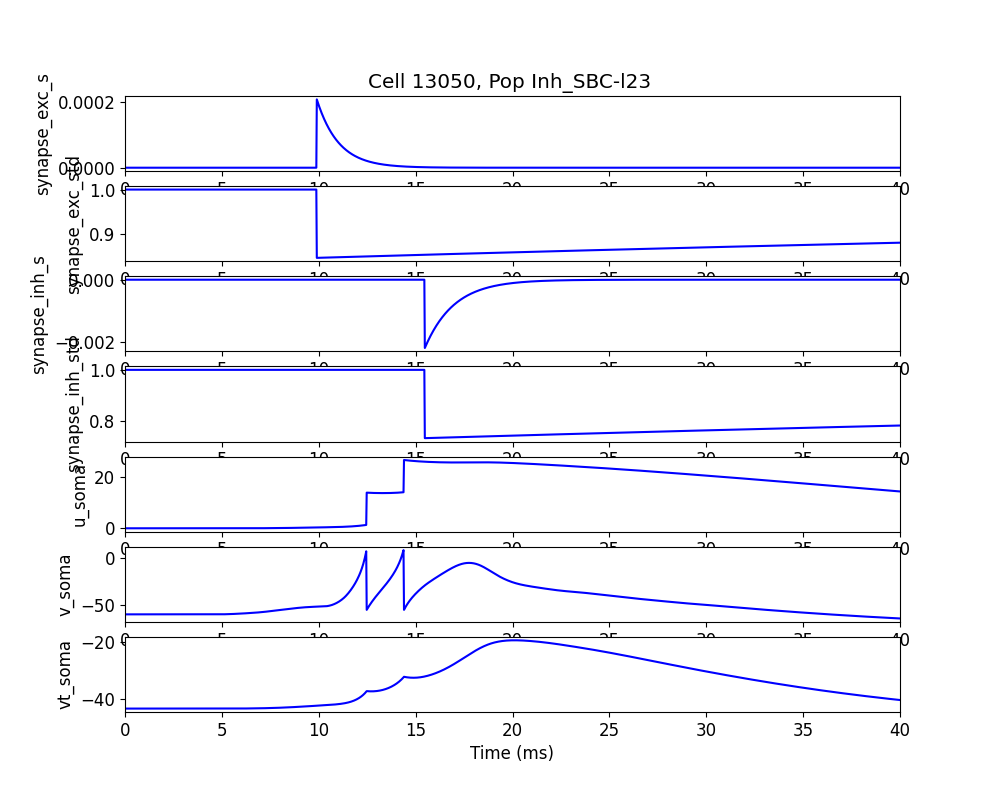 Cell 13050, Pop Inh_SBC-l23
synapse_exc_s
0.0002
0.0000
synapse_exc_std
1.0
0.9
synapse_inh_s
0.000
−0.002
synapse_inh_std
1.0
0.8
u_soma
20
0
v_soma
0
−50
vt_soma
−20
−40
0 5 10 15 20 25 30 35 40
Time (ms)